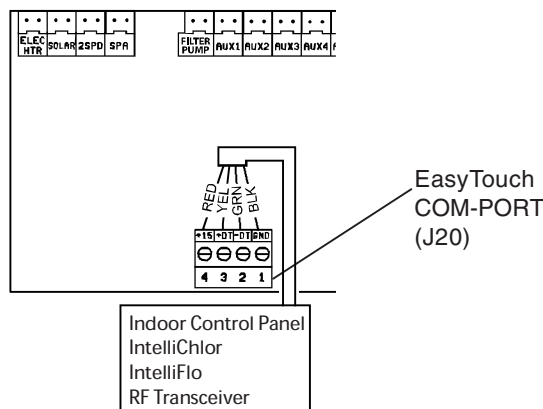 ELEC HTR SOLAR 2SPD SPA FILTER PUMP AUX1 AUX2 AUX3 AUX4
RED YEL GRN BLK
+15 +DT -DT GND
4 3 2 1
EasyTouch
COM-PORT
(J20)
Indoor Control Panel
IntelliChlor
IntelliFlo
RF Transceiver